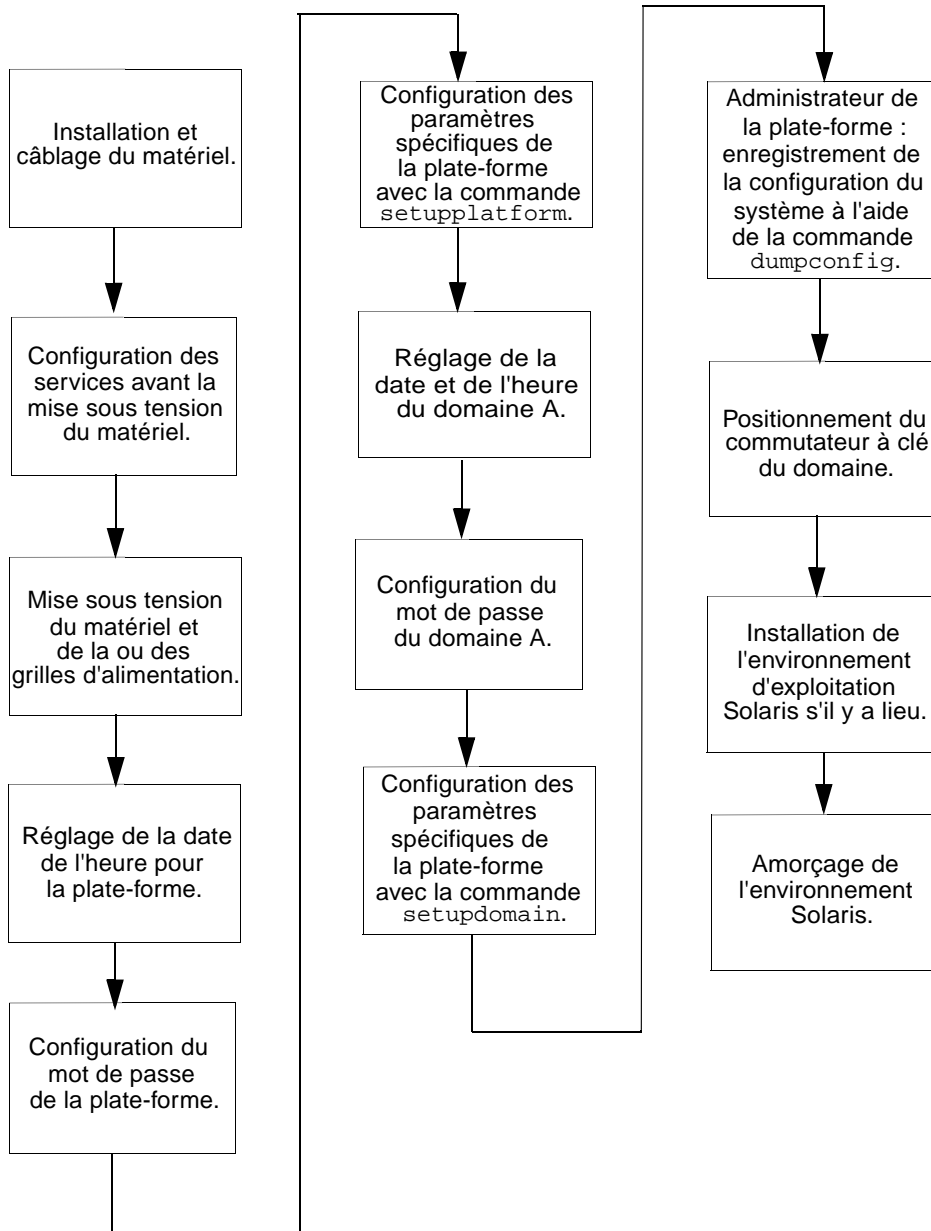 Installation et
câblage du matériel.
Configuration des
services avant la
mise sous tension
du matériel.
Mise sous tension
du matériel et
de la ou des
grilles d'alimentation.
Réglage de la date
de l'heure pour
la plate-forme.
Configuration du
mot de passe
de la plate-forme.
Configuration des
paramètres
spécifiques de
la plate-forme
avec la commande
setupplatform.
Réglage de la
date et de l'heure
du domaine A.
Configuration du
mot de passe
du domaine A.
Configuration des
paramètres
spécifiques de
la plate-forme
avec la commande
setupdomain.
Administrateur de
la plate-forme :
enregistrement de
la configuration du
système à l'aide
de la commande
dumpconfig.
Positionnement du
commutateur à clé
du domaine.
Installation de
l'environnement
d'exploitation
Solaris s'il y a lieu.
Amorçage de
l'environnement
Solaris.